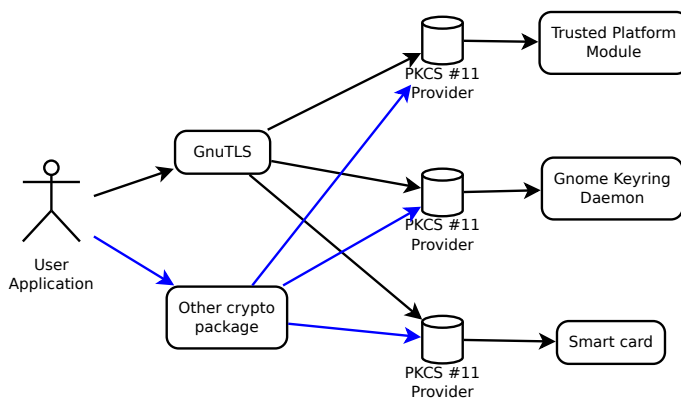 Trusted Platform
Module
PKCS #11
Provider
GnuTLS
Gnome Keyring
Daemon
PKCS #11
Provider
User
Application
Other crypto
package
Smart card
PKCS #11
Provider